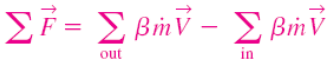 ∑ F⃗ = ∑ out βṁV⃗ − ∑ in βṁV⃗